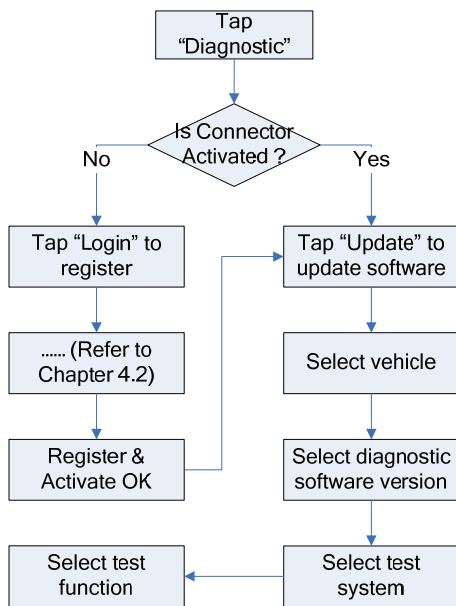 Tap
“Diagnostic”
Is Connector
Activated？
No
Yes
Tap “Login” to
register
Tap “Update” to
update software
...... (Refer to
Chapter 4.2)
Select vehicle
Register &
Activate OK
Select diagnostic
software version
Select test
function
Select test
system